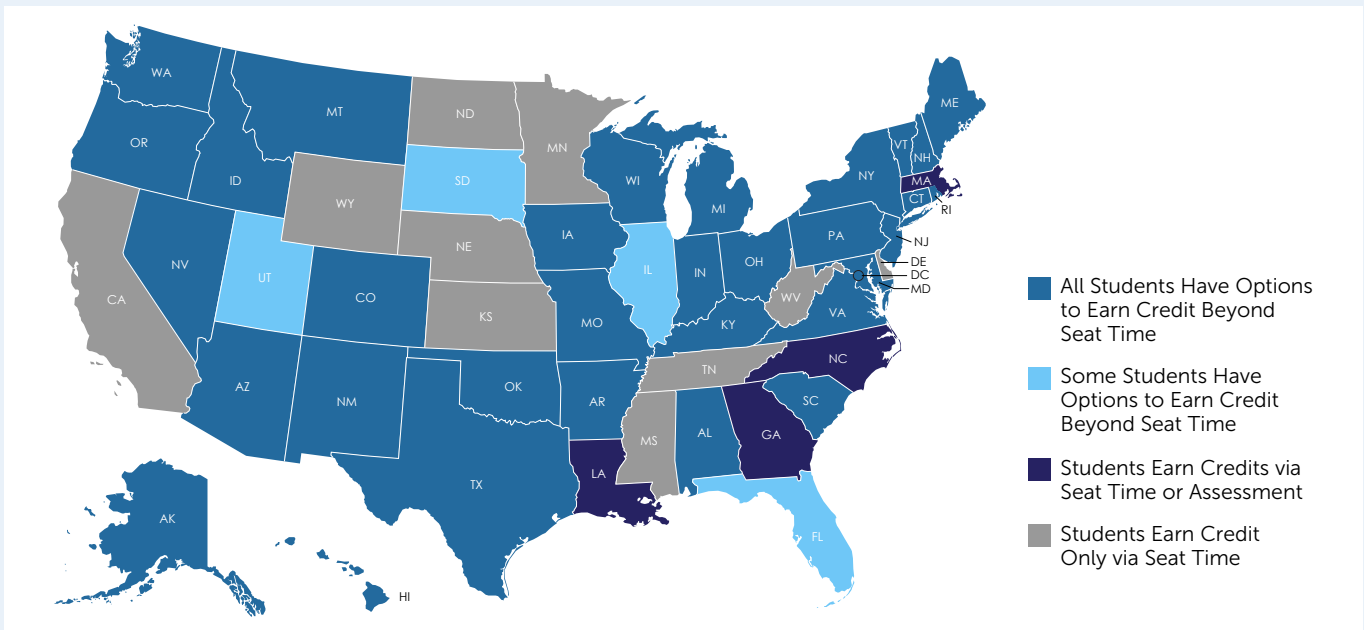 WA
MT
ND
MN
ME
OR
ID
WY
SD
WI
MI
VT
NH
NY
MA
CT
RI
NV
UT
CO
NE
IA
IL
IN
OH
PA
NJ
DE
DC
MD
CA
KS
MO
KY
WV
VA
AZ
NM
OK
AR
TN
NC
SC
TX
LA
MS
AL
GA
FL
AK
HI
All Students Have Options
to Earn Credit Beyond
Seat Time
Some Students Have
Options to Earn Credit
Beyond Seat Time
Students Earn Credits via
Seat Time or Assessment
Students Earn Credit
Only via Seat Time